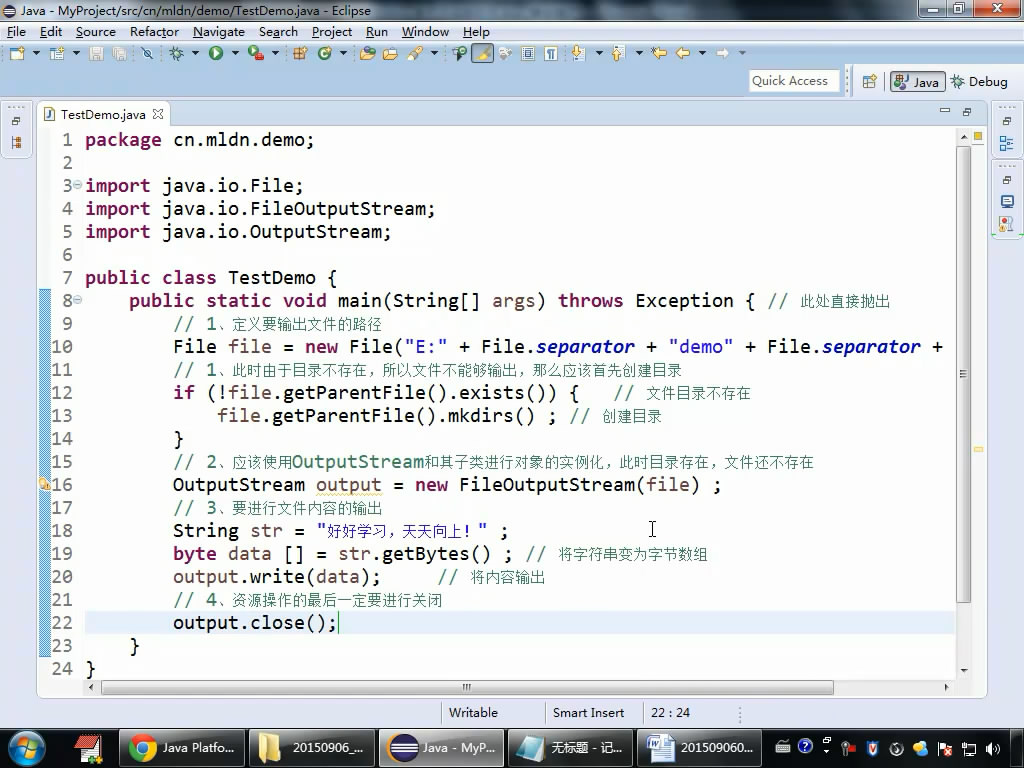 Java - MyProject/src/cn/mldn/demo/TestDemo.java - Eclipse
File Edit Source Refactor Navigate Search Project Run Window Help
Quick Access
Java
Debug
TestDemo.java
1 package cn.mldn.demo;
2
3 import java.io.File;
4 import java.io.FileOutputStream;
5 import java.io.OutputStream;
6
7 public class TestDemo {
8 public static void main(String[] args) throws Exception { // 此处直接抛出
9 // 1、定义要输出文件的路径
10 File file = new File("E:" + File.separator + "demo" + File.separator +
11 // 1、此时由于目录不存在，所以文件不能够输出，那么应该首先创建目录
12 if (!file.getParentFile().exists()) { // 文件目录不存在
13 file.getParentFile().mkdirs() ; // 创建目录
14 }
15 // 2、应该使用OutputStream和其子类进行对象的实例化，此时目录存在，文件还不存在
16 OutputStream output = new FileOutputStream(file) ;
17 // 3、要进行文件内容的输出
18 String str = "好好学习，天天向上！" ;
19 byte data [] = str.getBytes() ; // 将字符串变为字节数组
20 output.write(data); // 将内容输出
21 // 4、资源操作的最后一定要进行关闭
22 output.close();
23 }
24 }
Writable Smart Insert 22 : 24
Java Platfo... 20150906_... Java - MyP... 无标题 - 记... 201509060...